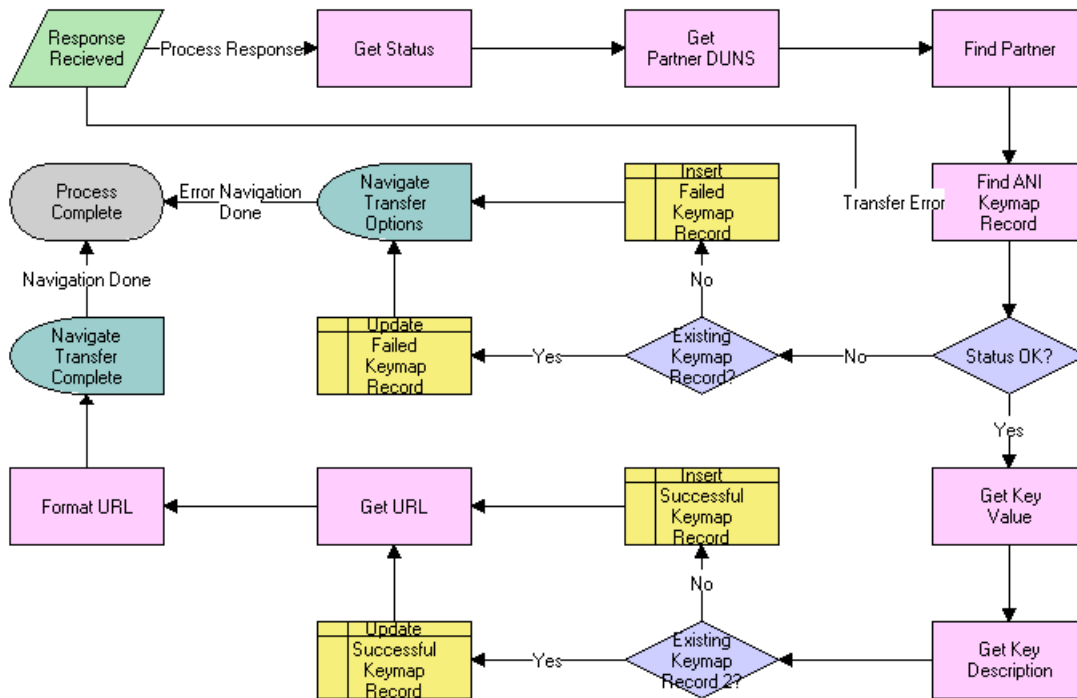 Response
Recieved
Process Response
Get Status
Get
Partner DUNS
Find Partner
Process
Complete
Error Navigation
Done
Navigate
Transfer
Options
Insert
Failed
Keymap
Record
Transfer Error
Find ANI
Keymap
Record
Navigation Done
No
Navigate
Transfer
Complete
Update
Failed
Keymap
Record
Yes
Existing
Keymap
Record?
No
Status OK?
Yes
Format URL
Get URL
Insert
Successful
Keymap
Record
Get Key
Value
No
Update
Successful
Keymap
Record
Yes
Existing
Keymap
Record 2?
Get Key
Description